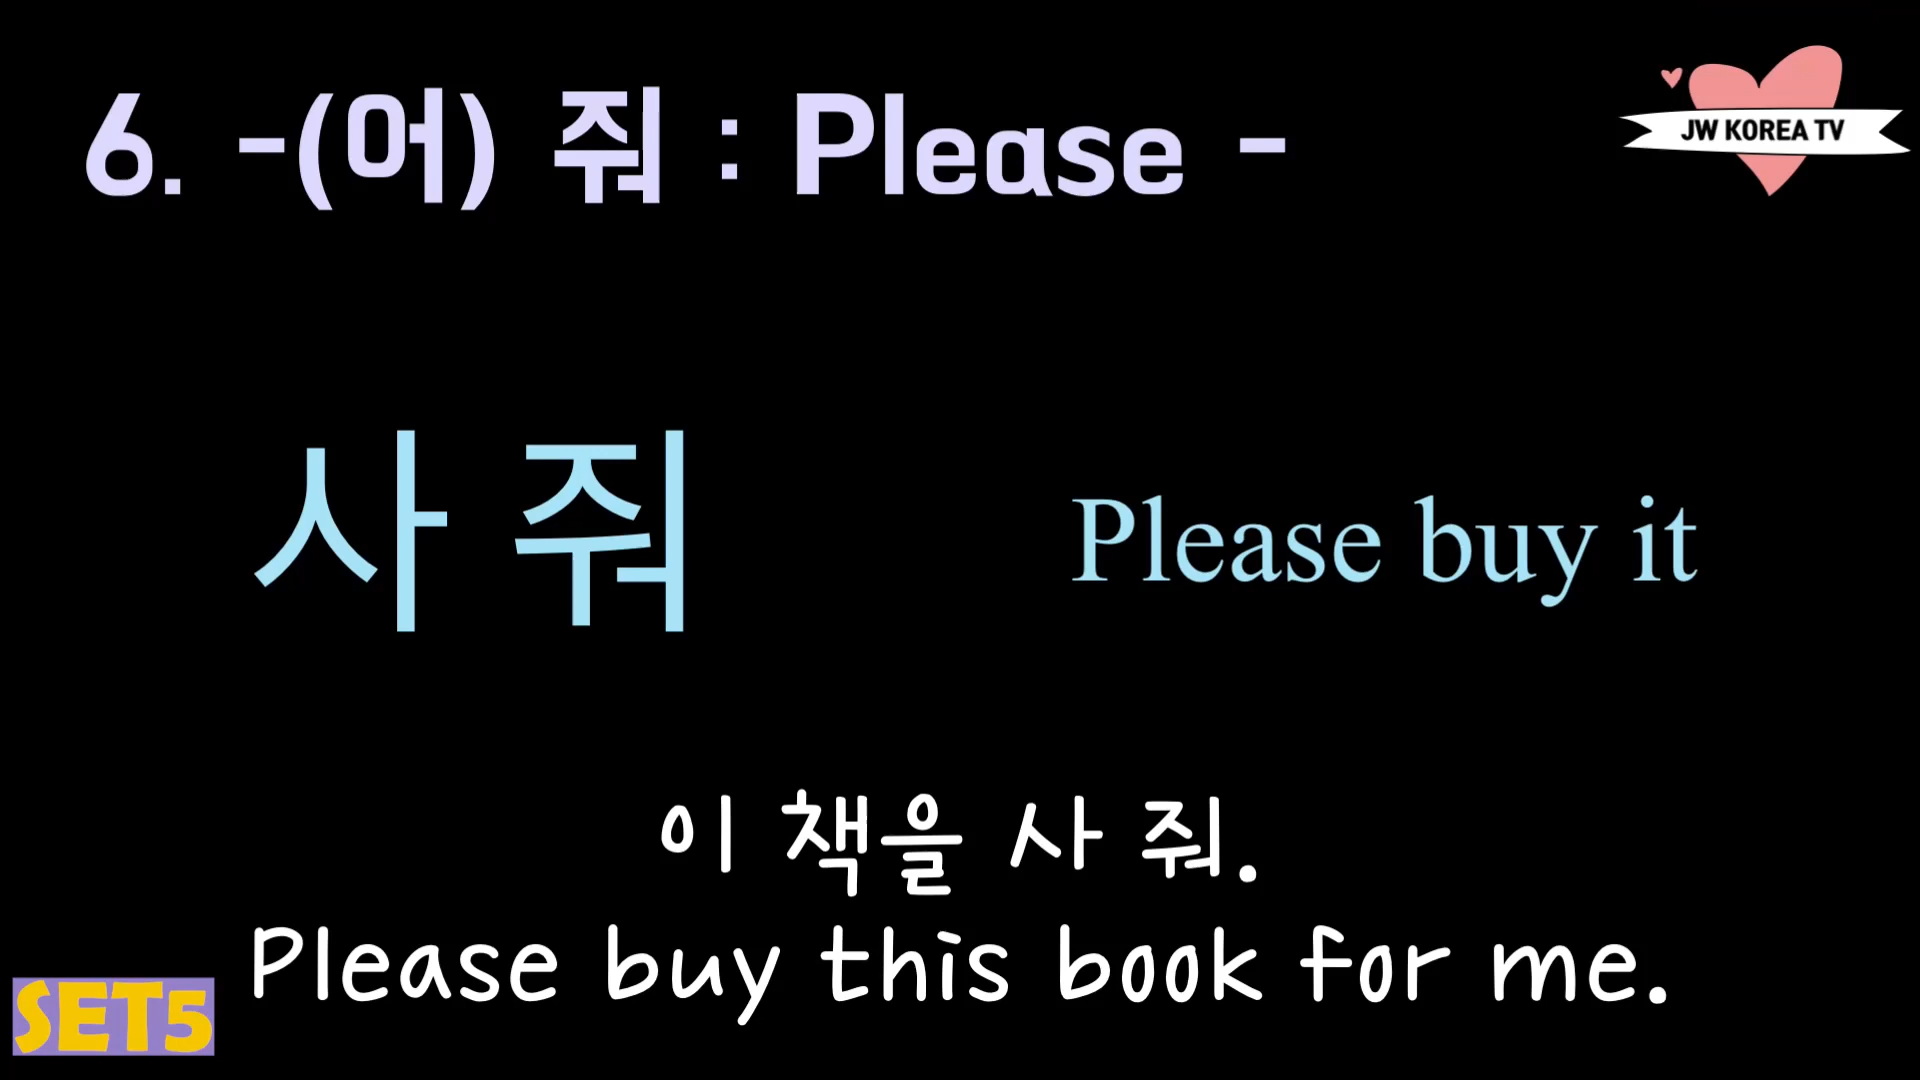 6. -(어) 줘 : Please -
JW KOREA TV
사 줘
Please buy it
이 책을 사 줘.
Please buy this book for me.
SET5